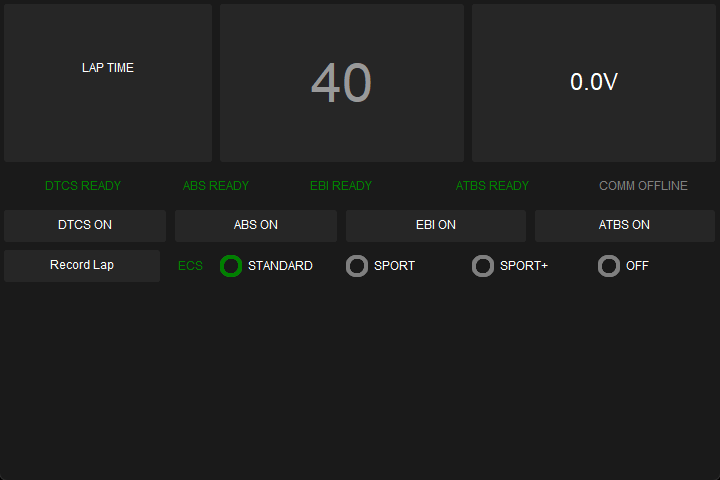 LAP TIME
40
0.0V
DTCS READY ABS READY EBI READY ATBS READY COMM OFFLINE
DTCS ON ABS ON EBI ON ATBS ON
Record Lap ECS STANDARD SPORT SPORT+ OFF